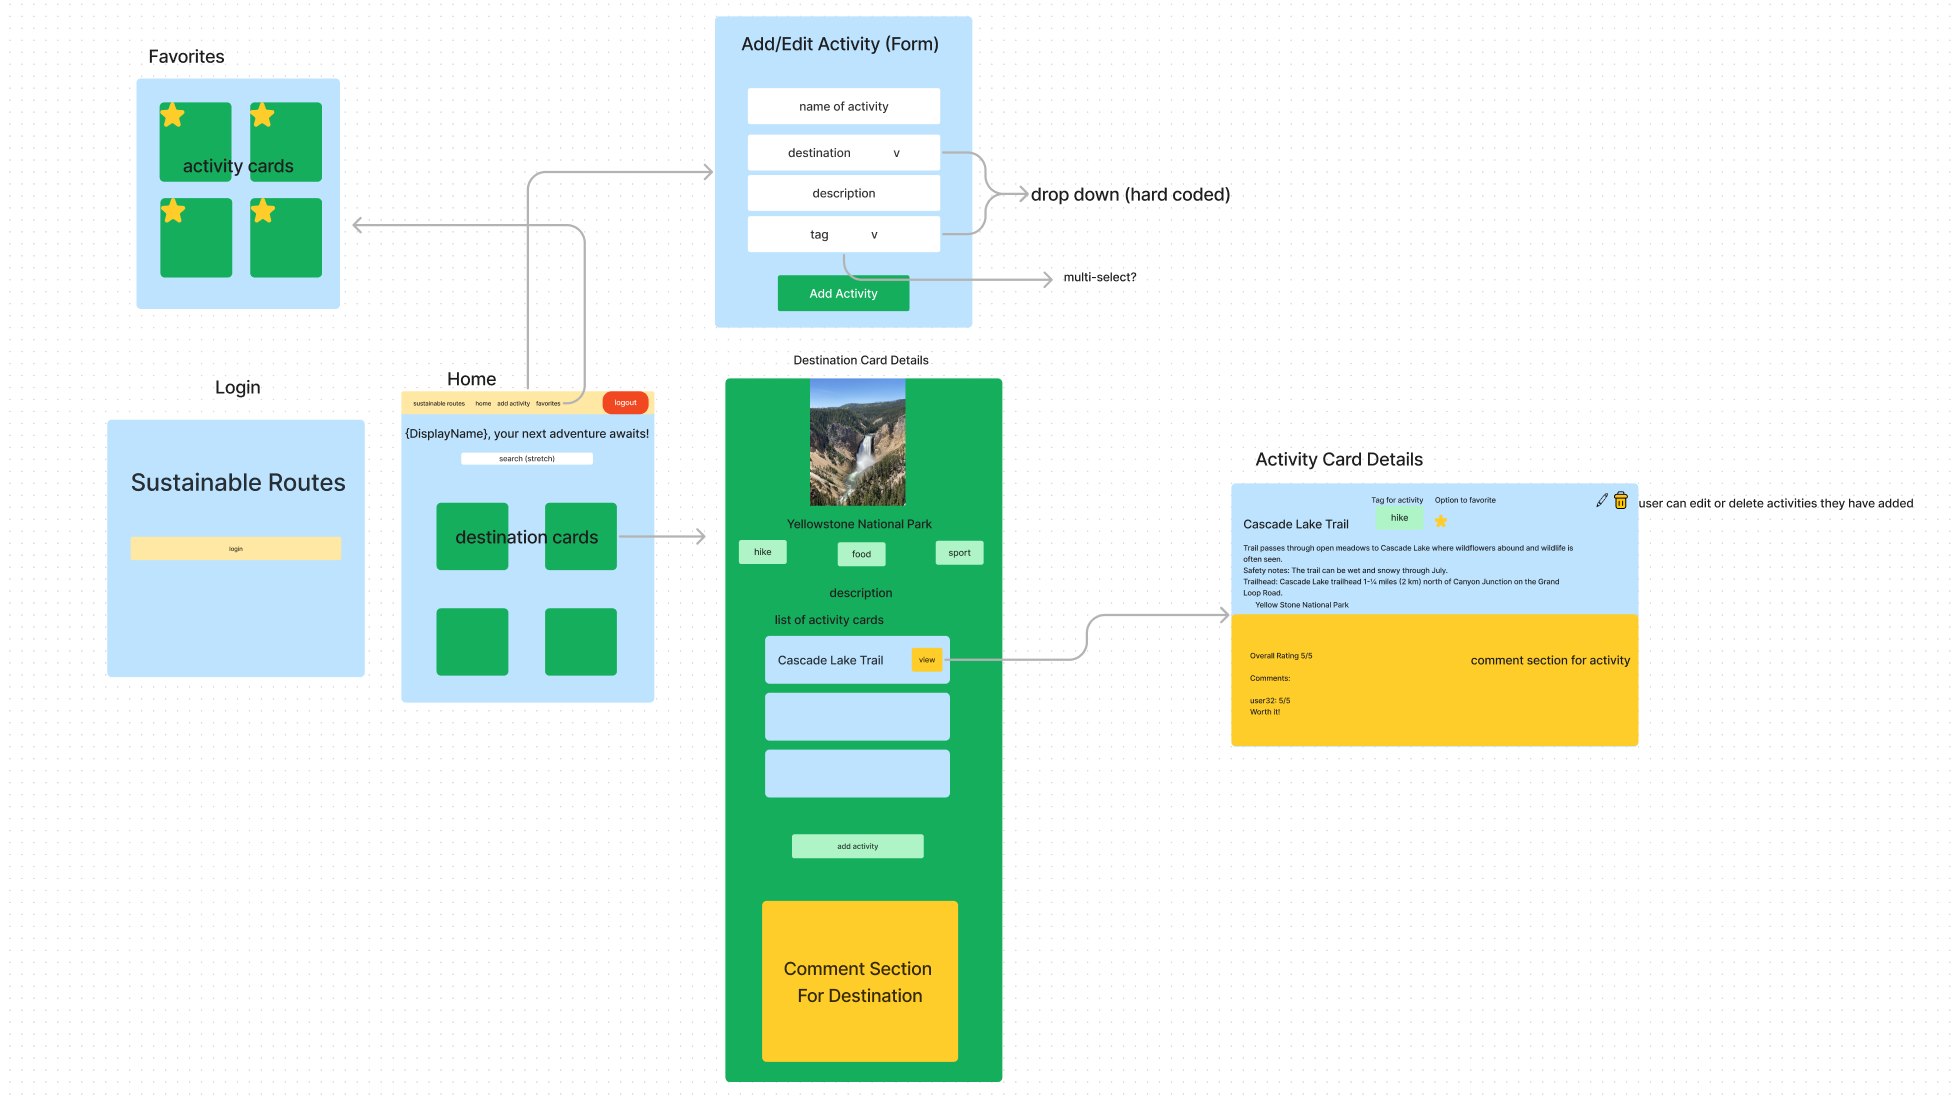 Favorites
activity cards
Add/Edit Activity (Form)
name of activity
destination v
description
tag v
Add Activity
drop down (hard coded)
multi-select?
Login
Sustainable Routes
login
Home
sustainable routes home add activity favorites logout
{DisplayName}, your next adventure awaits!
search (stretch)
destination cards
Destination Card Details
Yellowstone National Park
hike food sport
description
list of activity cards
Cascade Lake Trail view
add activity
Comment Section
For Destination
Activity Card Details
Tag for activity Option to favorite
hike
user can edit or delete activities they have added
Cascade Lake Trail
Trail passes through open meadows to Cascade Lake where wildflowers abound and wildlife is
often seen.
Safety notes: The trail can be wet and snowy through July.
Trailhead: Cascade Lake trailhead 1-¼ miles (2 km) north of Canyon Junction on the Grand
Loop Road.
Yellow Stone National Park
Overall Rating 5/5
comment section for activity
Comments:
user32: 5/5
Worth it!